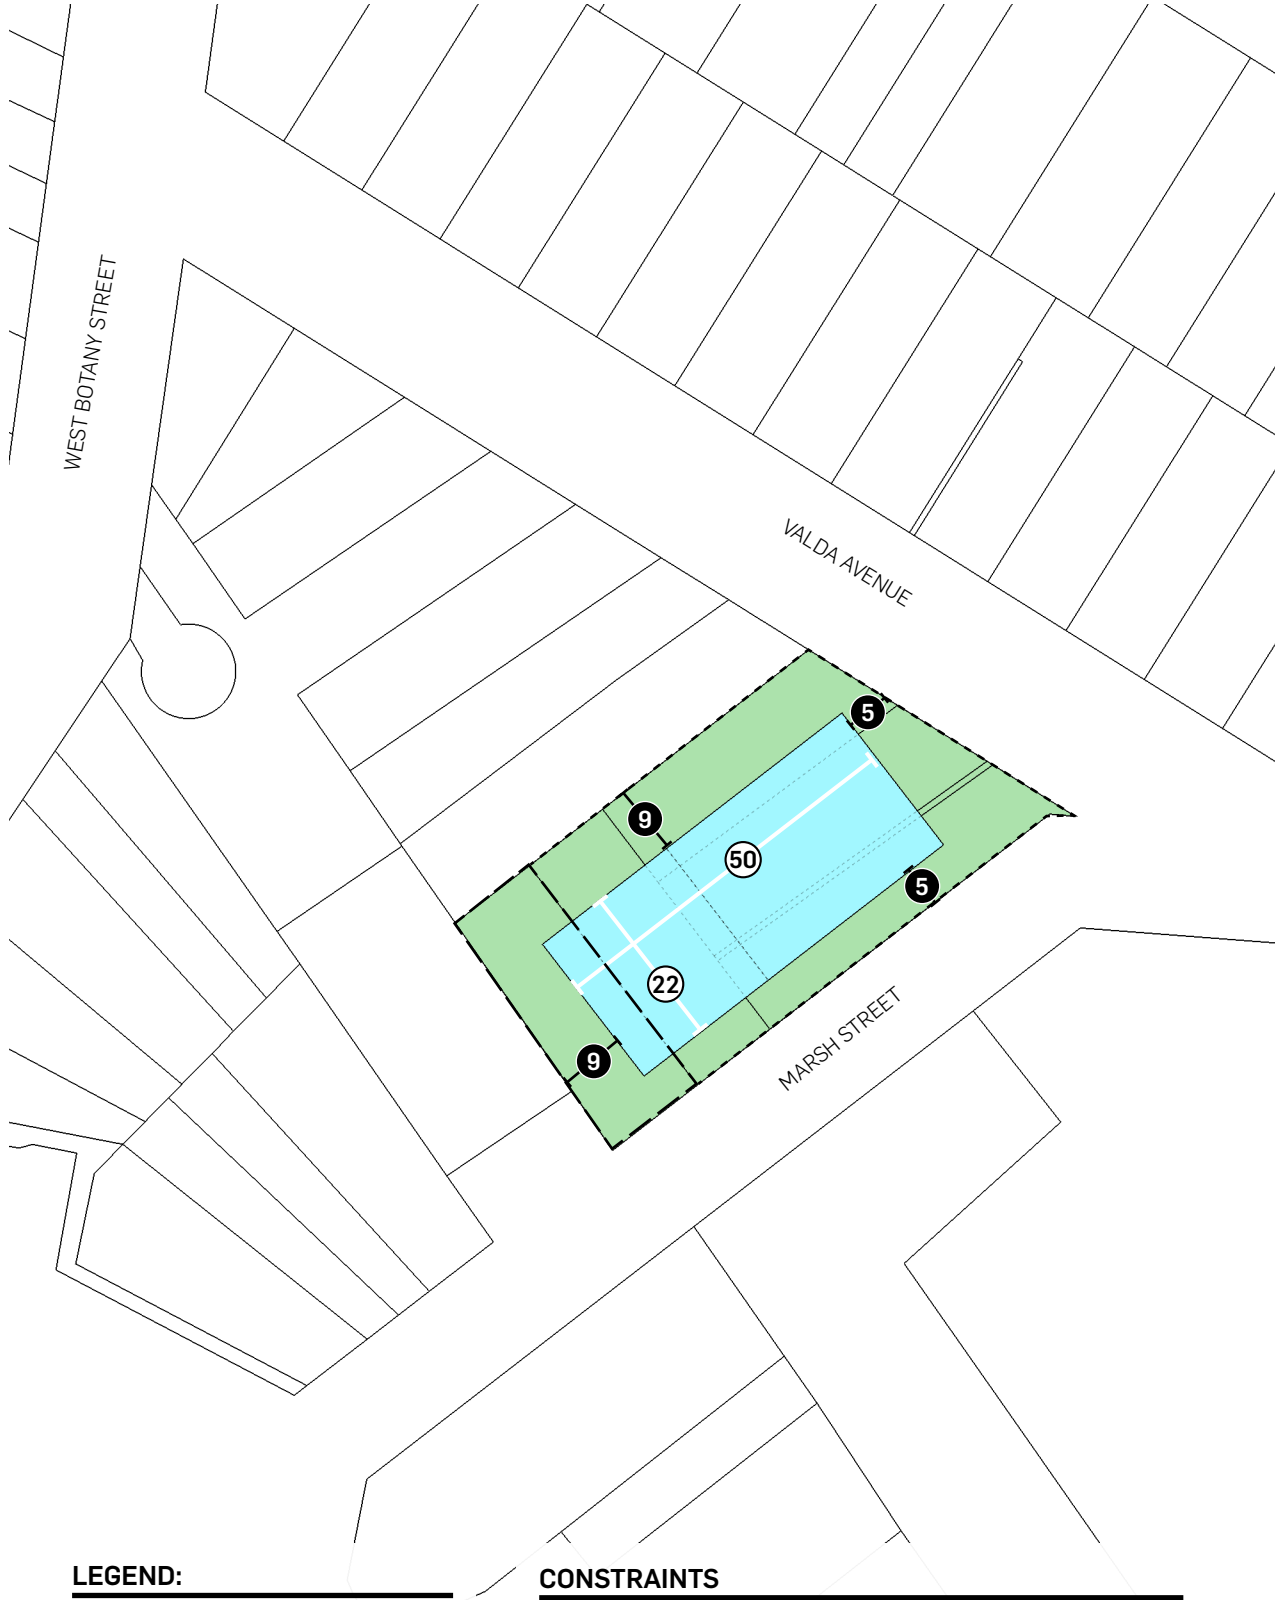 WEST BOTANY STREET
VALDA AVENUE
5
9
50
5
22
MARSH STREET
9
LEGEND:
CONSTRAINTS